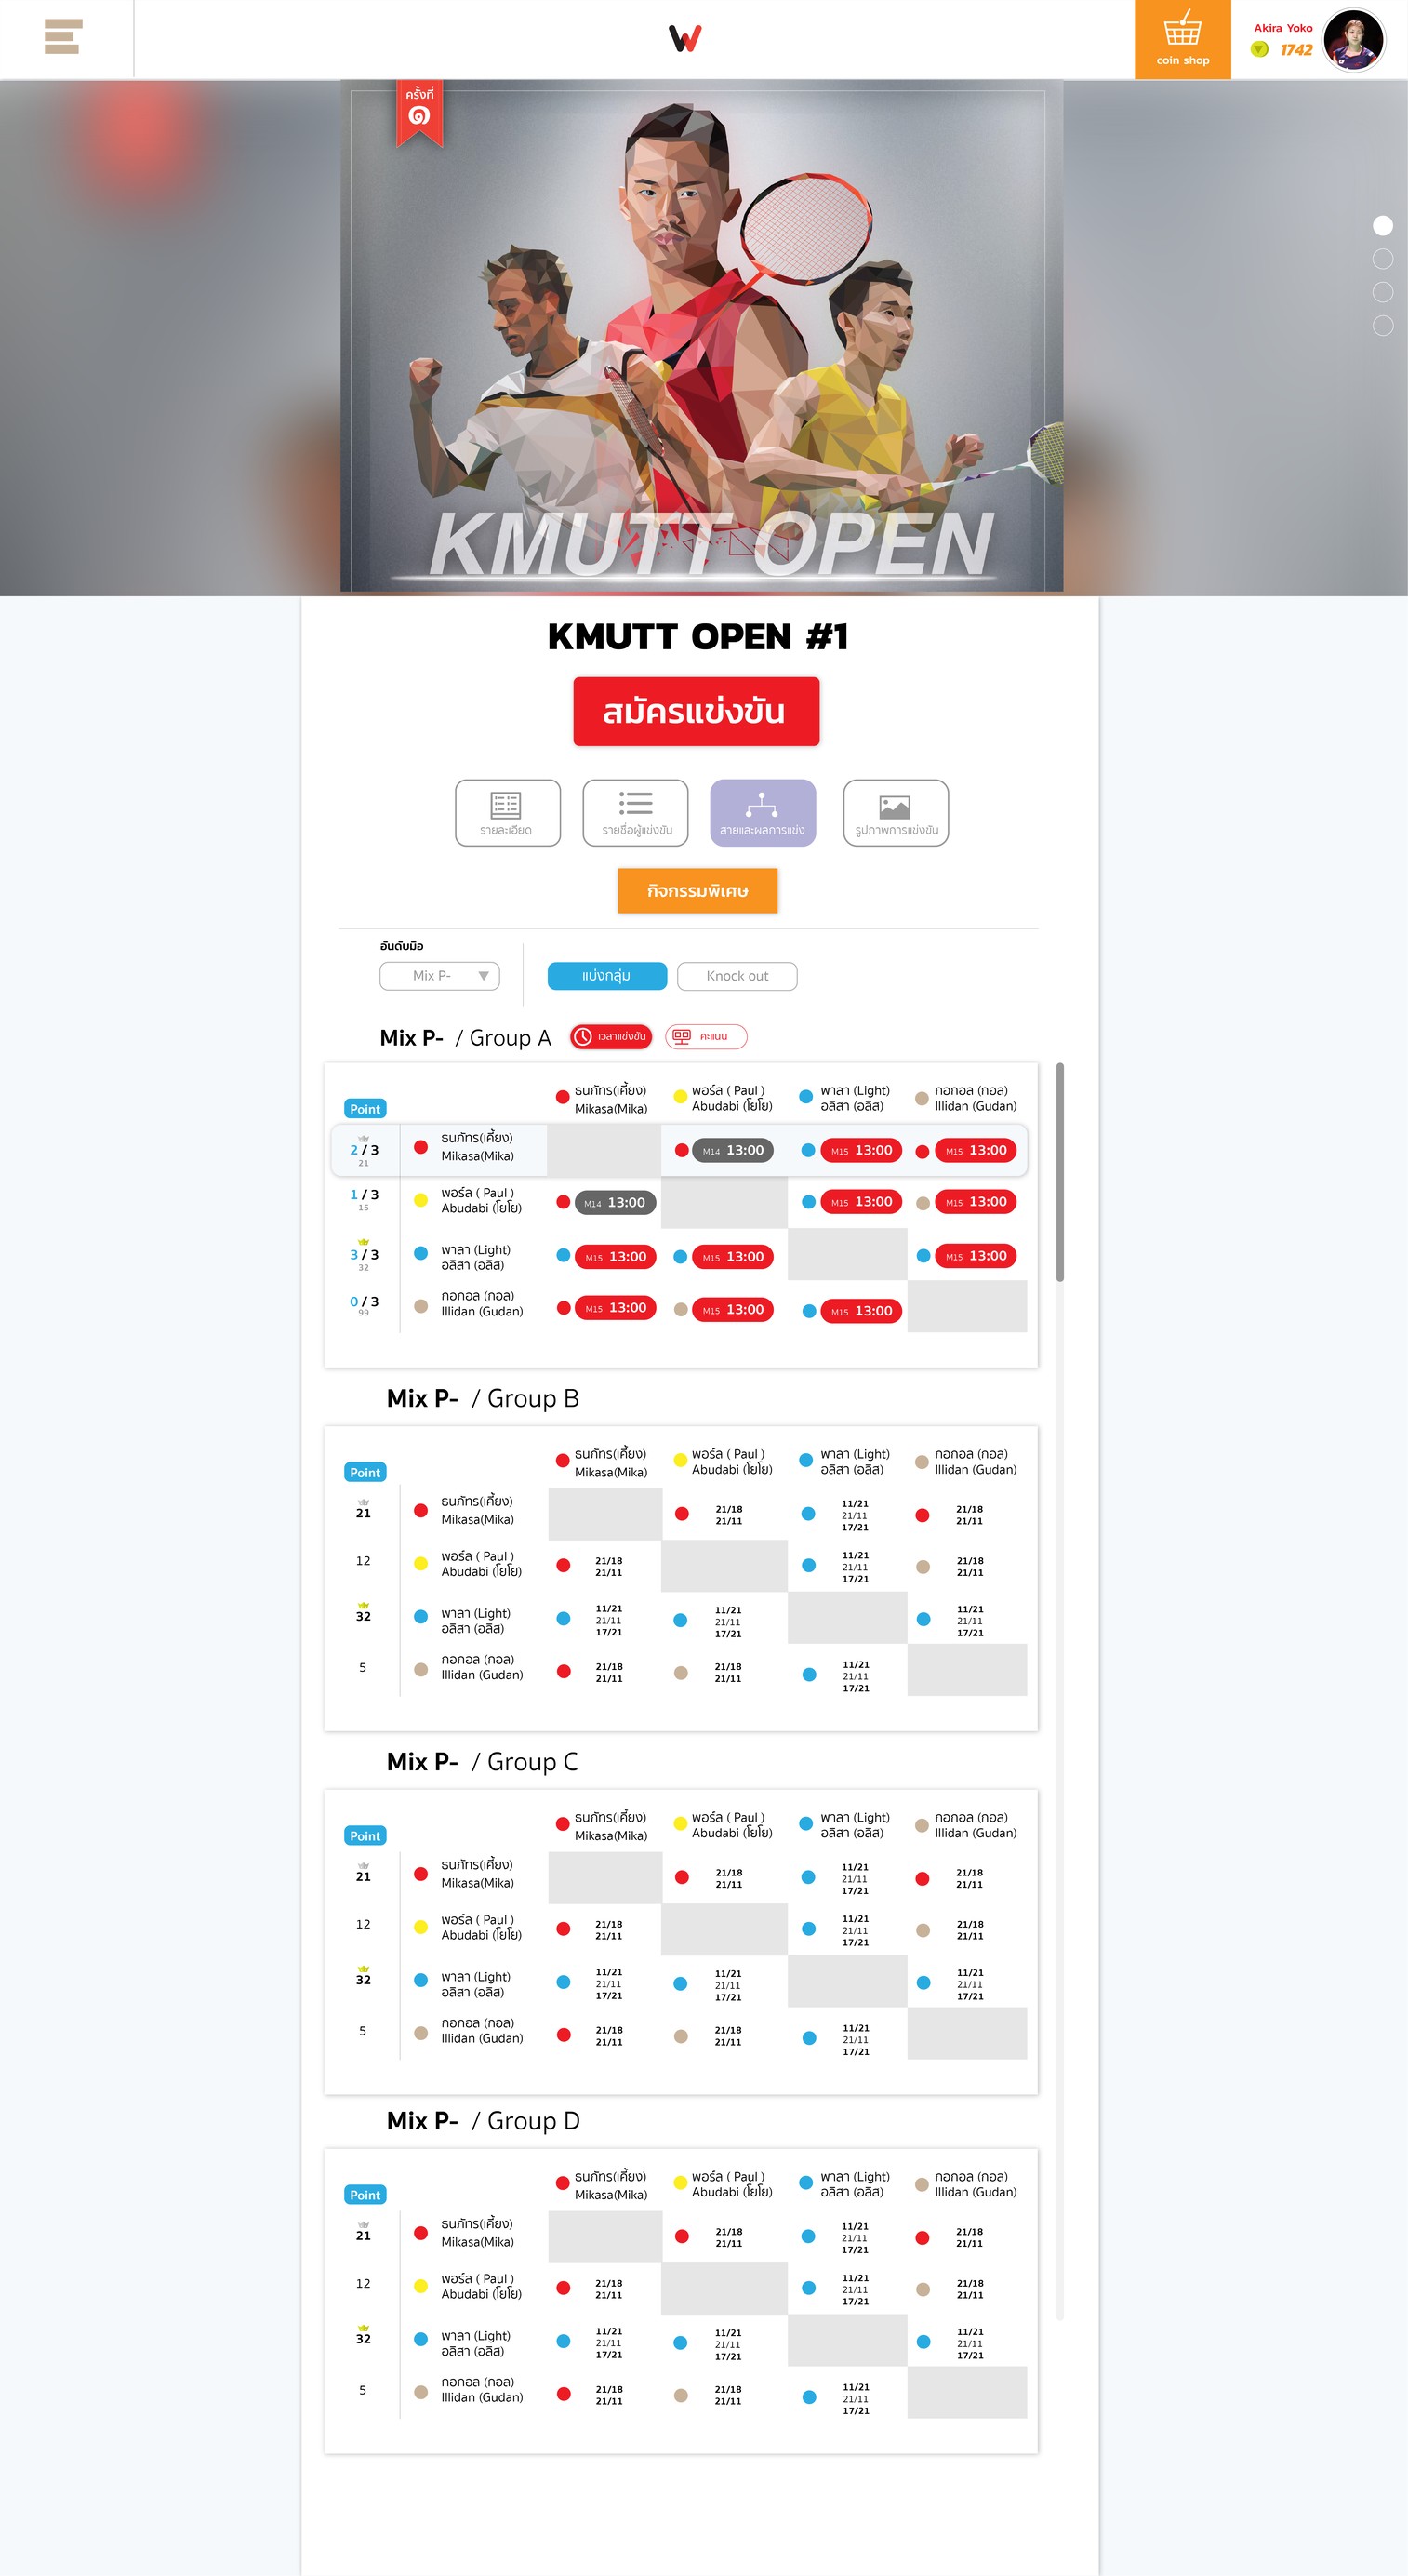 coin shop
Akira Yoko
1742
ครั้งที่
๑
KMUTT OPEN
KMUTT OPEN #1
สมัครแข่งขัน
รายละเอียด
รายชื่อผู้แข่งขัน
สายและผลการแข่ง
รูปภาพการแข่งขัน
กิจกรรมพิเศษ
อันดับมือ
Mix P-
แบ่งกลุ่ม
Knock out
Mix P- / Group A
เวลาแข่งขัน
คะแนน
Point
ธนภัทร(เคี้ยง)
Mikasa(Mika)
พอร์ล ( Paul )
Abudabi (โยโย)
พาลา (Light)
อลิสา (อลิส)
กอกอล (กอล)
Illidan (Gudan)
2 / 3
21
ธนภัทร(เคี้ยง)
Mikasa(Mika)
M14 13:00
M15 13:00
M15 13:00
1 / 3
15
พอร์ล ( Paul )
Abudabi (โยโย)
M14 13:00
M15 13:00
M15 13:00
3 / 3
32
พาลา (Light)
อลิสา (อลิส)
M15 13:00
M15 13:00
M15 13:00
0 / 3
99
กอกอล (กอล)
Illidan (Gudan)
M15 13:00
M15 13:00
M15 13:00
Mix P- / Group B
Point
ธนภัทร(เคี้ยง)
Mikasa(Mika)
พอร์ล ( Paul )
Abudabi (โยโย)
พาลา (Light)
อลิสา (อลิส)
กอกอล (กอล)
Illidan (Gudan)
21
ธนภัทร(เคี้ยง)
Mikasa(Mika)
21/18
21/11
11/21
21/11
17/21
21/18
21/11
12
พอร์ล ( Paul )
Abudabi (โยโย)
21/18
21/11
11/21
21/11
17/21
21/18
21/11
32
พาลา (Light)
อลิสา (อลิส)
11/21
21/11
17/21
11/21
21/11
17/21
11/21
21/11
17/21
5
กอกอล (กอล)
Illidan (Gudan)
21/18
21/11
21/18
21/11
11/21
21/11
17/21
Mix P- / Group C
Point
ธนภัทร(เคี้ยง)
Mikasa(Mika)
พอร์ล ( Paul )
Abudabi (โยโย)
พาลา (Light)
อลิสา (อลิส)
กอกอล (กอล)
Illidan (Gudan)
21
ธนภัทร(เคี้ยง)
Mikasa(Mika)
21/18
21/11
11/21
21/11
17/21
21/18
21/11
12
พอร์ล ( Paul )
Abudabi (โยโย)
21/18
21/11
11/21
21/11
17/21
21/18
21/11
32
พาลา (Light)
อลิสา (อลิส)
11/21
21/11
17/21
11/21
21/11
17/21
11/21
21/11
17/21
5
กอกอล (กอล)
Illidan (Gudan)
21/18
21/11
21/18
21/11
11/21
21/11
17/21
Mix P- / Group D
Point
ธนภัทร(เคี้ยง)
Mikasa(Mika)
พอร์ล ( Paul )
Abudabi (โยโย)
พาลา (Light)
อลิสา (อลิส)
กอกอล (กอล)
Illidan (Gudan)
21
ธนภัทร(เคี้ยง)
Mikasa(Mika)
21/18
21/11
11/21
21/11
17/21
21/18
21/11
12
พอร์ล ( Paul )
Abudabi (โยโย)
21/18
21/11
11/21
21/11
17/21
21/18
21/11
32
พาลา (Light)
อลิสา (อลิส)
11/21
21/11
17/21
11/21
21/11
17/21
11/21
21/11
17/21
5
กอกอล (กอล)
Illidan (Gudan)
21/18
21/11
21/18
21/11
11/21
21/11
17/21